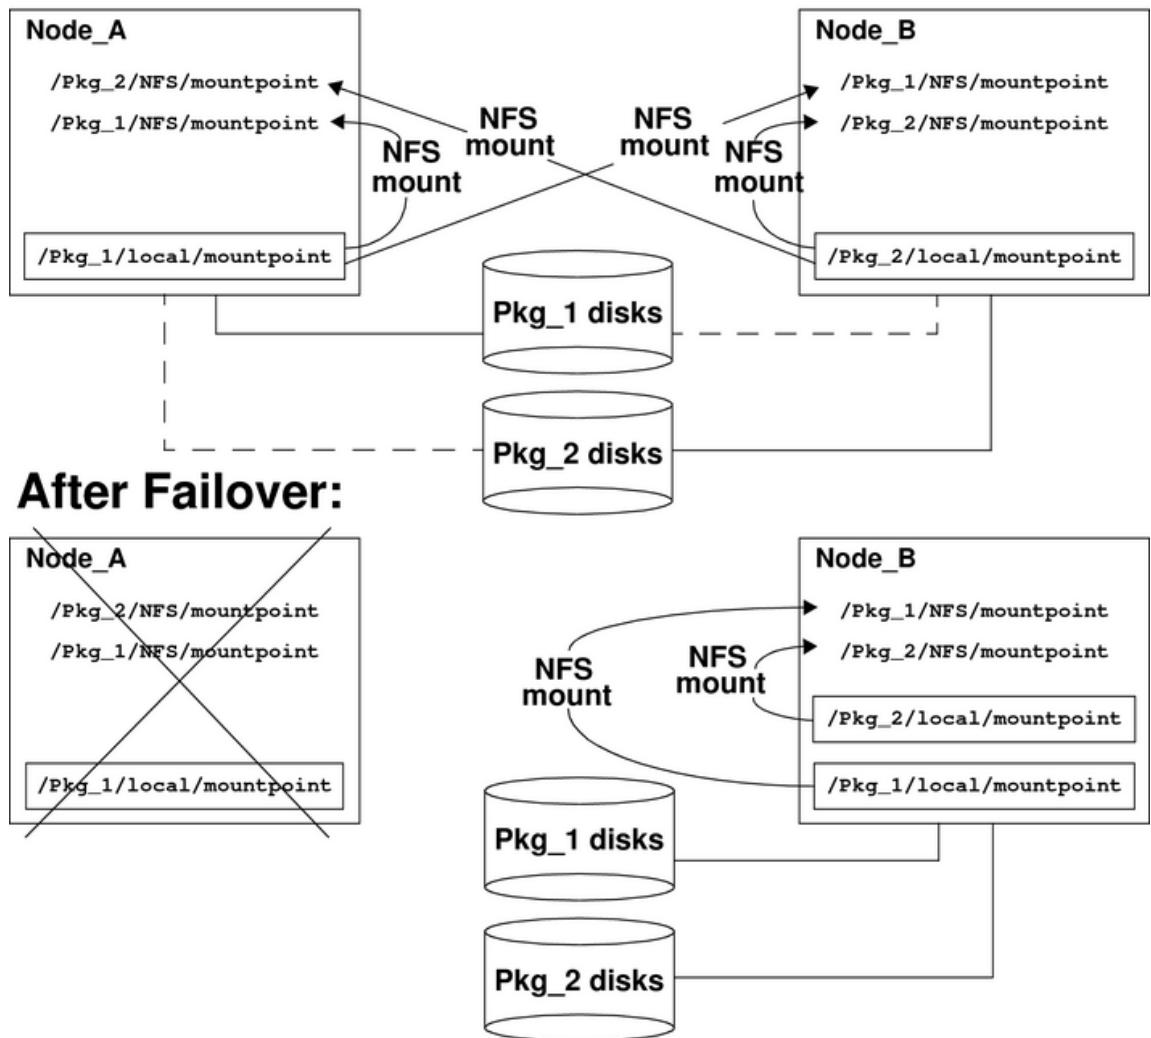 Node_A
/Pkg_2/NFS/mountpoint
/Pkg_1/NFS/mountpoint
NFS
mount
/Pkg_1/local/mountpoint
NFS
mount
NFS
mount
Node_B
/Pkg_1/NFS/mountpoint
/Pkg_2/NFS/mountpoint
NFS
mount
/Pkg_2/local/mountpoint
Pkg_1 disks
Pkg_2 disks
After Failover:
Node_A
/Pkg_2/NFS/mountpoint
/Pkg_1/NFS/mountpoint
/Pkg_1/local/mountpoint
NFS
mount
NFS
mount
Node_B
/Pkg_1/NFS/mountpoint
/Pkg_2/NFS/mountpoint
/Pkg_2/local/mountpoint
/Pkg_1/local/mountpoint
Pkg_1 disks
Pkg_2 disks